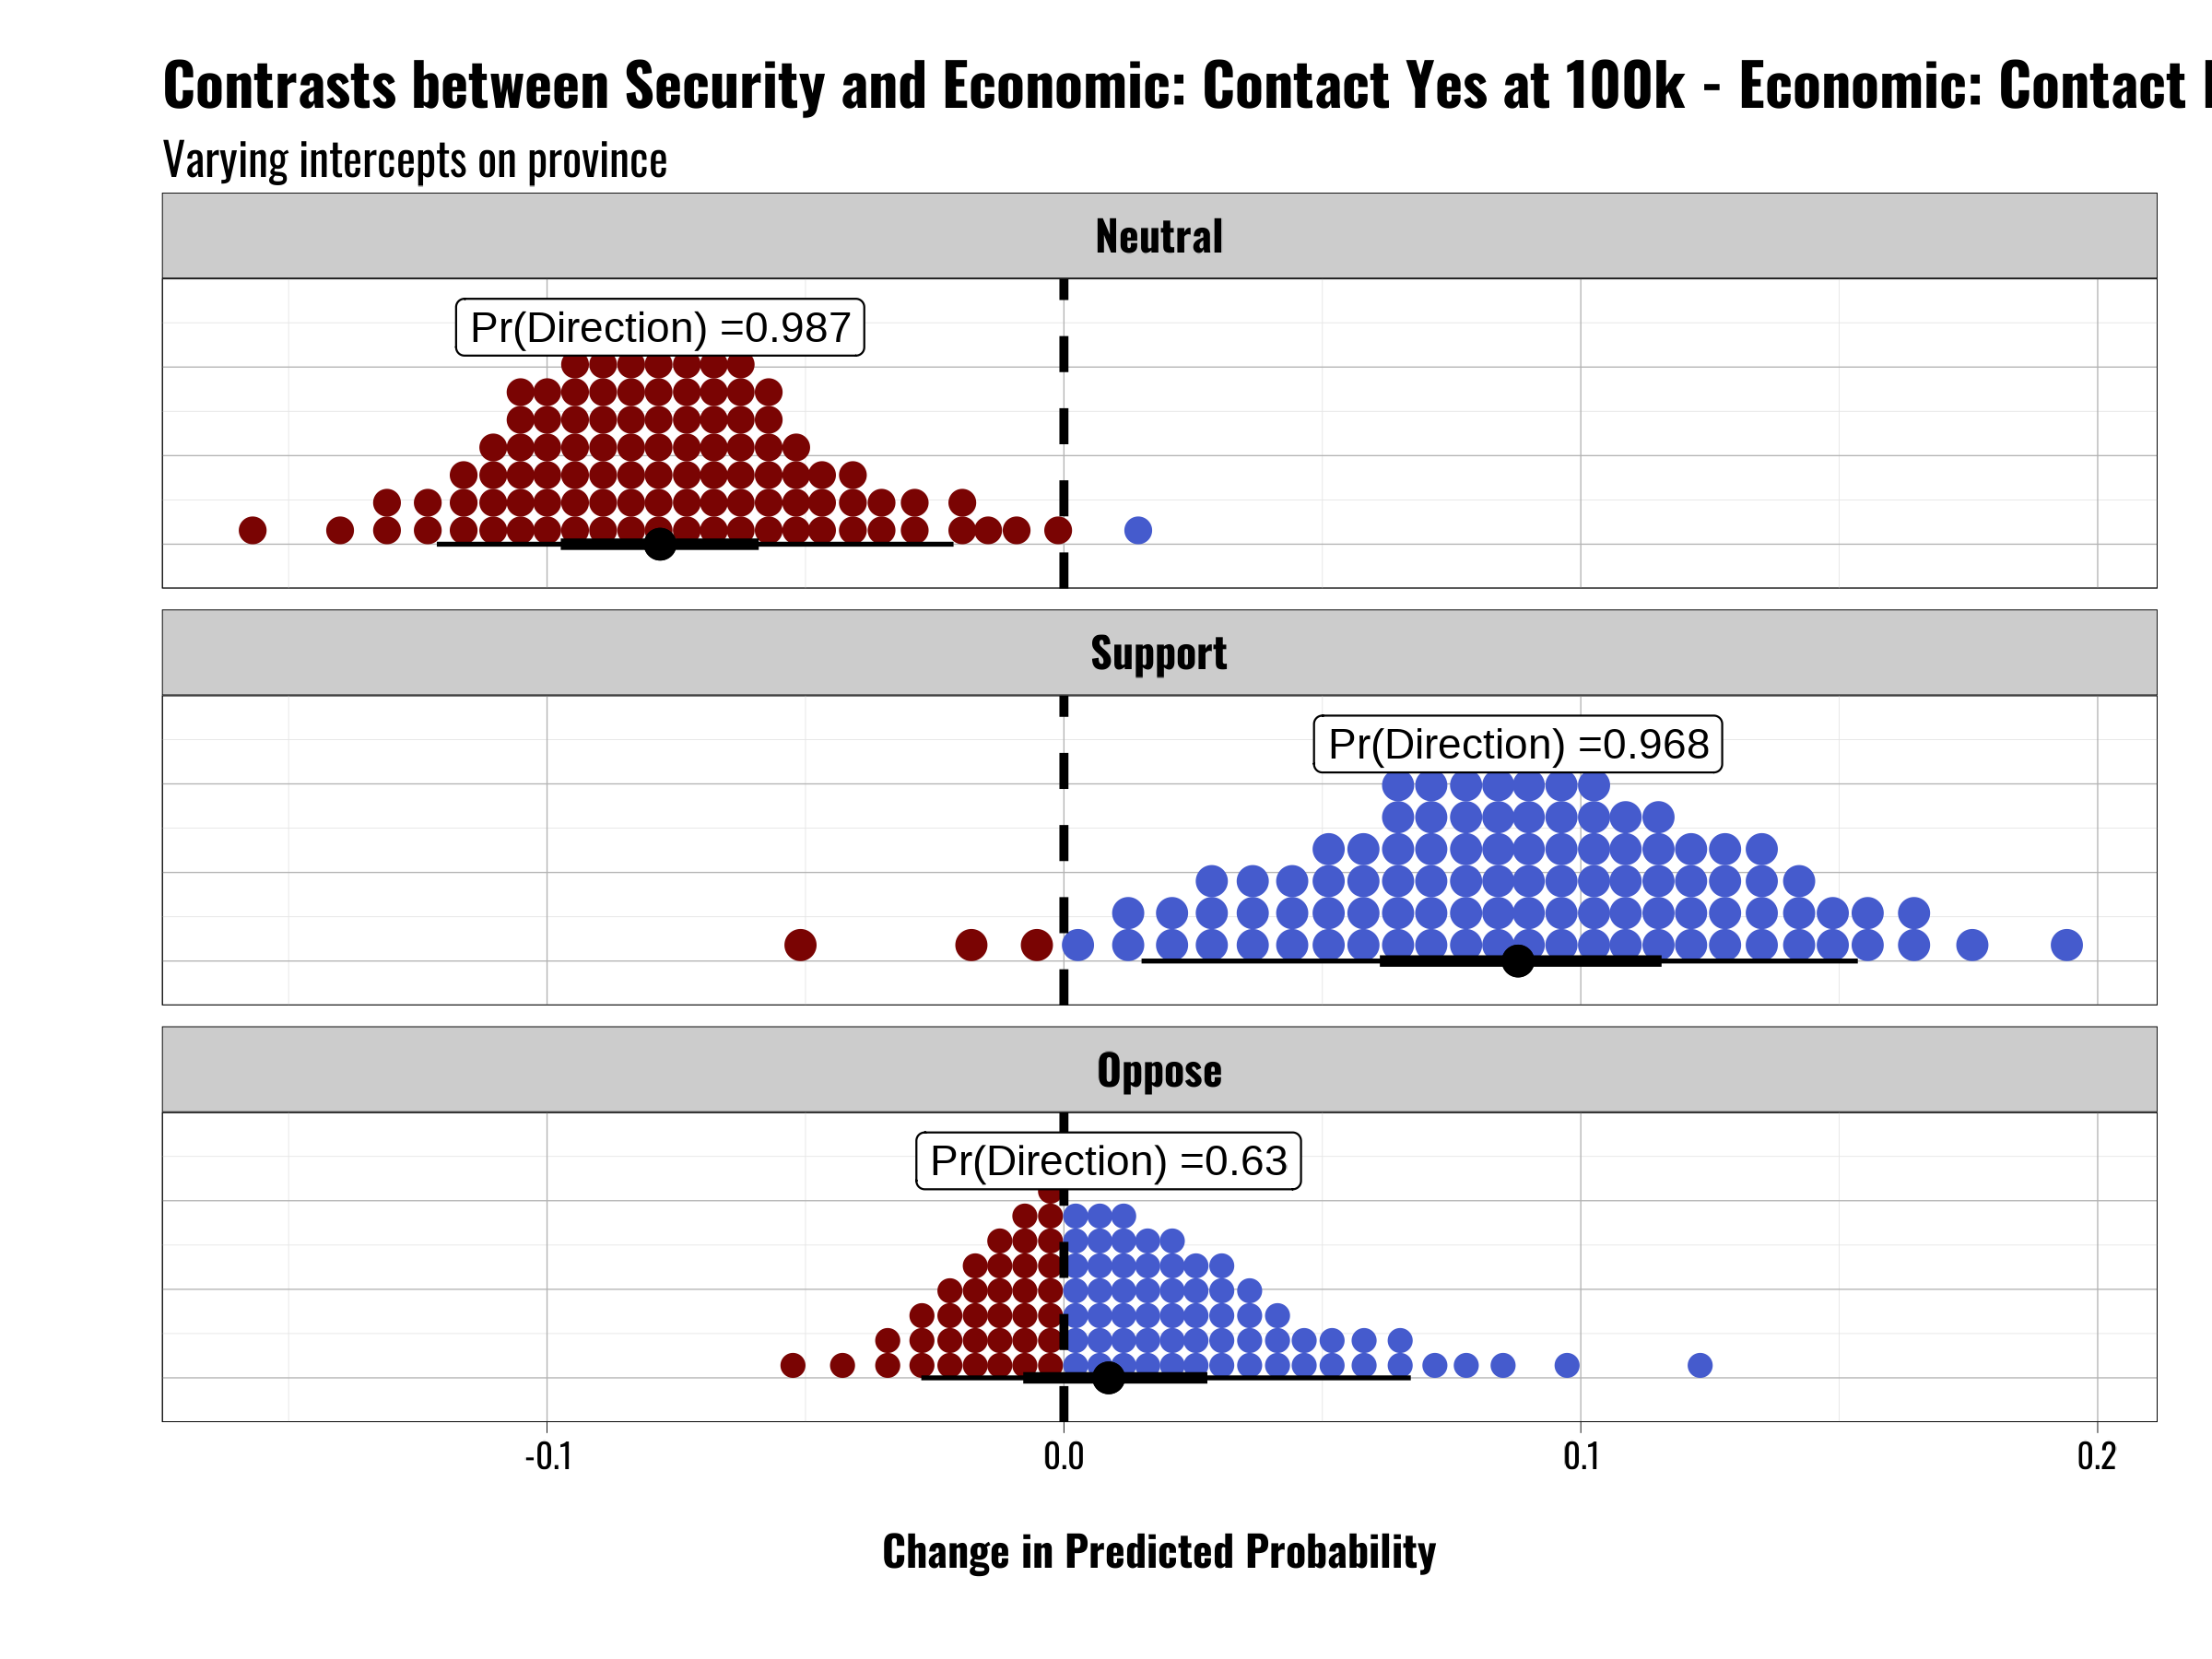 Contrasts between Security and Economic: Contact Yes at 100k - Economic: Contact
Varying intercepts on province
Neutral
Pr(Direction) =0.987
Support
Pr(Direction) =0.968
Oppose
Pr(Direction) =0.63
-0.1 0.0 0.1 0.2
Change in Predicted Probability